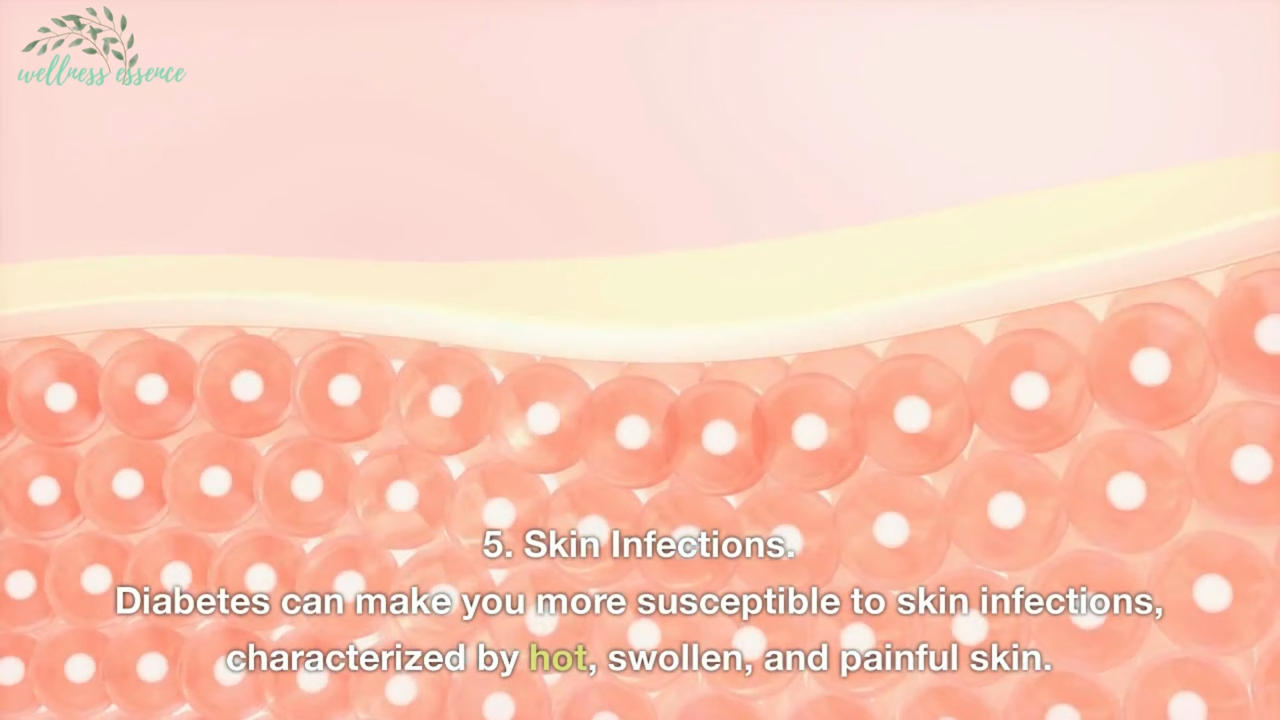 wellness essence
5. Skin Infections.
Diabetes can make you more susceptible to skin infections,
characterized by hot, swollen, and painful skin.